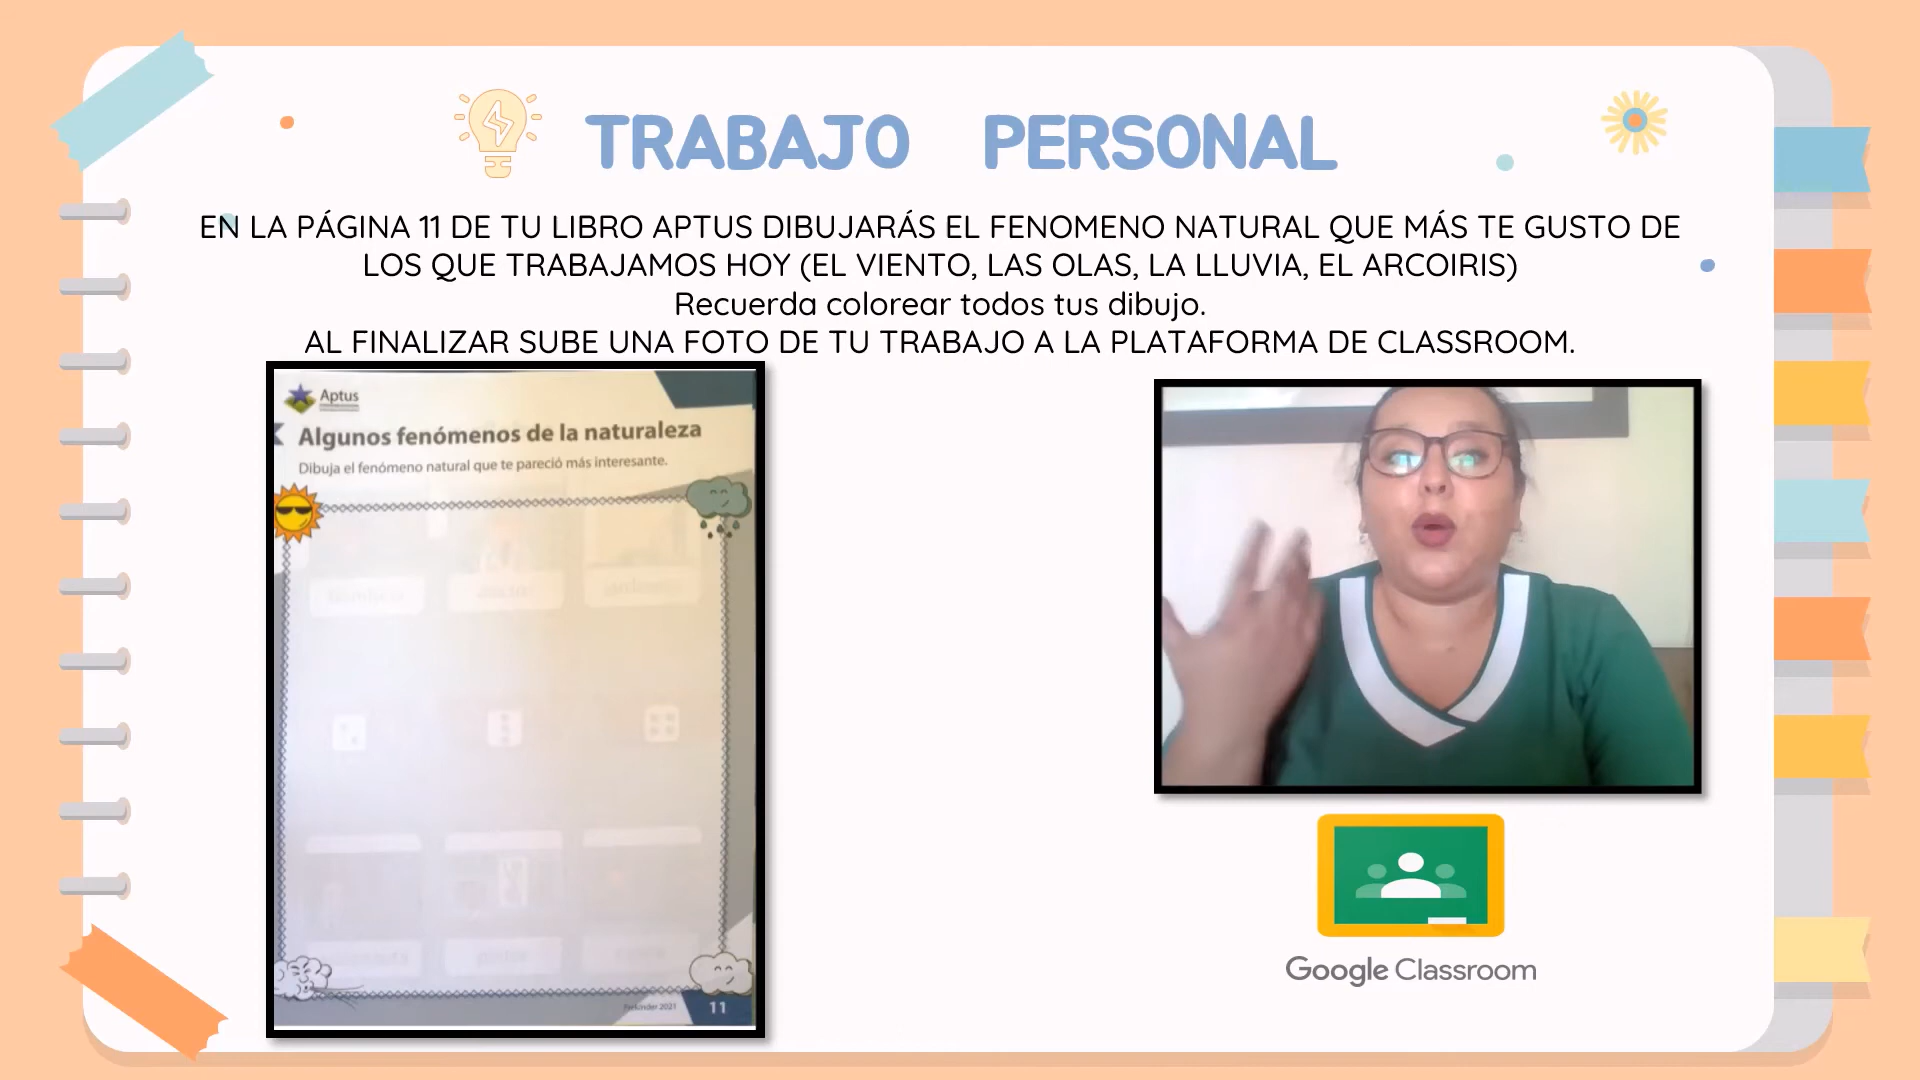 TRABAJO PERSONAL
EN LA PÁGINA 11 DE TU LIBRO APTUS DIBUJARÁS EL FENOMENO NATURAL QUE MÁS TE GUSTO DE
LOS QUE TRABAJAMOS HOY (EL VIENTO, LAS OLAS, LA LLUVIA, EL ARCOIRIS)
Recuerda colorear todos tus dibujo.
AL FINALIZAR SUBE UNA FOTO DE TU TRABAJO A LA PLATAFORMA DE CLASSROOM.
Aptus
Algunos fenómenos de la naturaleza
Dibuja el fenómeno natural que te pareció más interesante.
2021
11
Google Classroom